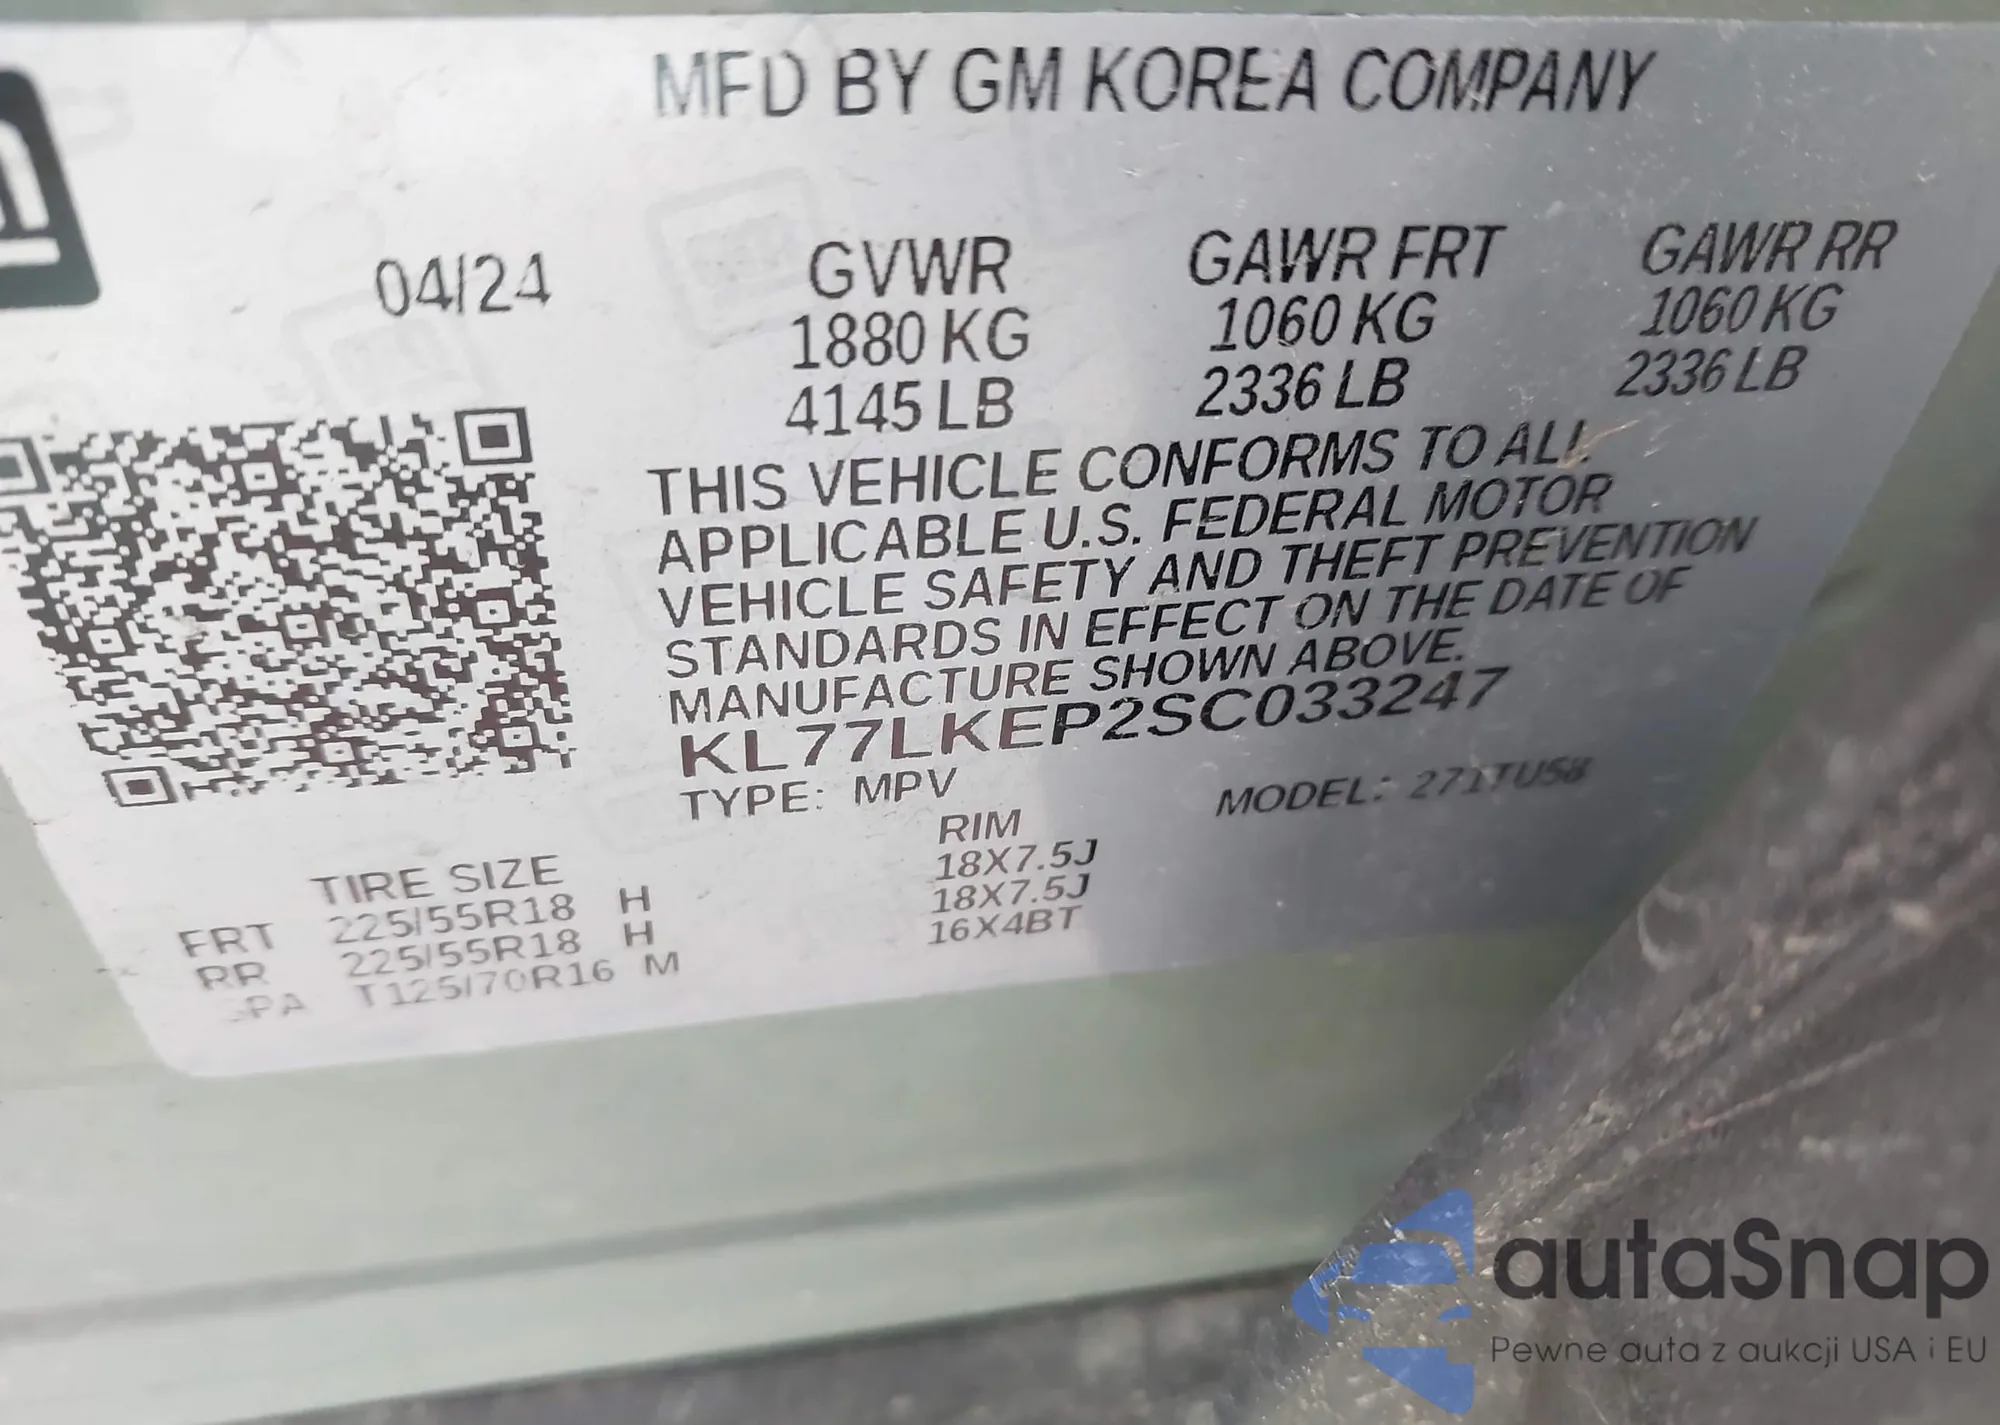 MFD BY GM KOREA COMPANY
04/24 GVWR GAWR FRT GAWR RR
1880 KG 1060 KG 1060 KG
4145 LB 2336 LB 2336 LB
THIS VEHICLE CONFORMS TO ALL
APPLICABLE U.S. FEDERAL MOTOR
VEHICLE SAFETY AND THEFT PREVENTION
STANDARDS IN EFFECT ON THE DATE OF
MANUFACTURE SHOWN ABOVE.
KL77LKEP2SC033247
TYPE: MPV MODEL: 271TU58
TIRE SIZE RIM
FRT 225/55R18 H 18X7.5J
RR 225/55R18 H 18X7.5J
SPA T125/70R16 M 16X4BT
autaSnap
Pewne auta z aukcji USA i EU